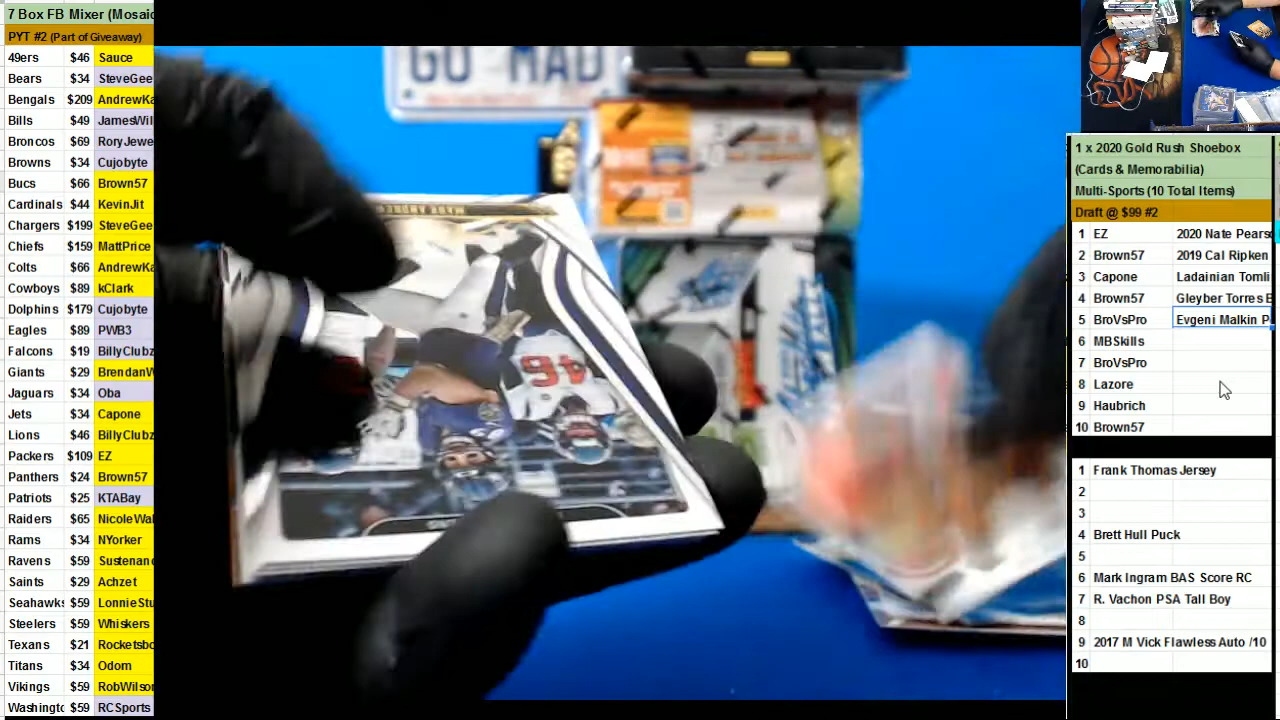 7 Box FB Mixer (Mosaic
PYT #2 (Part of Giveaway)
49ers $46 Sauce
Bears $34 SteveGee
Bengals $209 AndrewKa
Bills $49 JamesWil
Broncos $69 RoryJewe
Browns $34 Cujobyte
Bucs $66 Brown57
Cardinals $44 KevinJit
Chargers $199 SteveGee
Chiefs $159 MattPrice
Colts $66 AndrewKa
Cowboys $89 kClark
Dolphins $179 Cujobyte
Eagles $89 PWB3
Falcons $19 BillyClubz
Giants $29 BrendanW
Jaguars $34 Oba
Jets $34 Capone
Lions $46 BillyClubz
Packers $109 EZ
Panthers $24 Brown57
Patriots $25 KTABay
Raiders $65 NicoleWal
Rams $34 NYorker
Ravens $59 Sustenanc
Saints $29 Achzet
Seahawks $59 LonnieStu
Steelers $59 Whiskers
Texans $21 Rocketsbo
Titans $34 Odom
Vikings $59 RobWilson
Washingto $59 RCSports
GO MAD
46
1 x 2020 Gold Rush Shoebox
(Cards & Memorabilia)
Multi-Sports (10 Total Items)
Draft @ $99 #2
1 EZ 2020 Nate Pearso
2 Brown57 2019 Cal Ripken
3 Capone Ladainian Tomli
4 Brown57 Gleyber Torres B
5 BroVsPro Evgeni Malkin P
6 MBSkills
7 BroVsPro
8 Lazore
9 Haubrich
10 Brown57
1 Frank Thomas Jersey
2
3
4 Brett Hull Puck
5
6 Mark Ingram BAS Score RC
7 R. Vachon PSA Tall Boy
8
9 2017 M Vick Flawless Auto /10
10